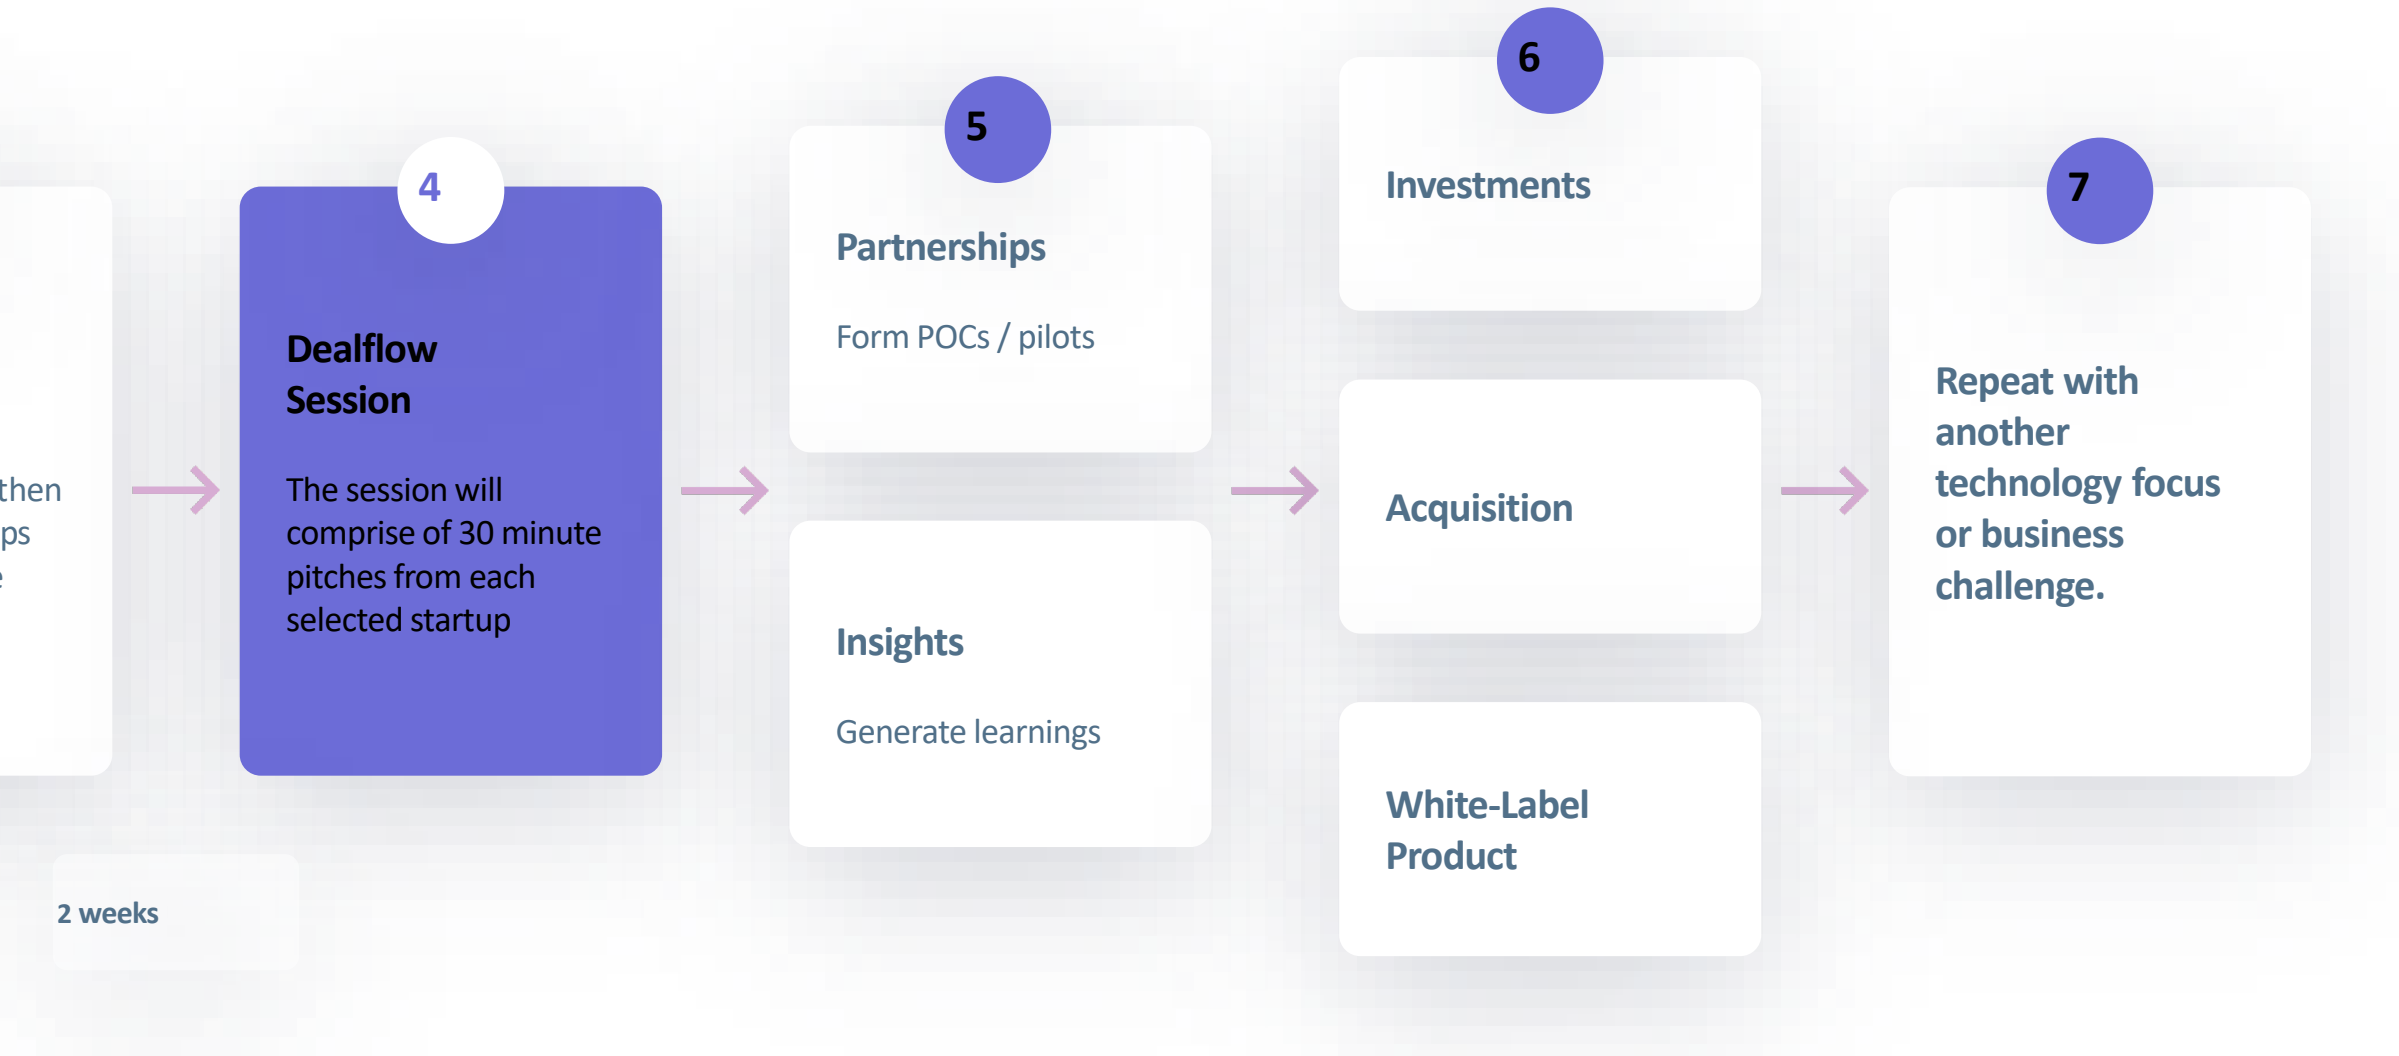 then
ps
4
Dealflow
Session
The session will
comprise of 30 minute
pitches from each
selected startup
2 weeks
5
Partnerships
Form POCs / pilots
Insights
Generate learnings
6
Investments
Acquisition
White-Label
Product
7
Repeat with
another
technology focus
or business
challenge.